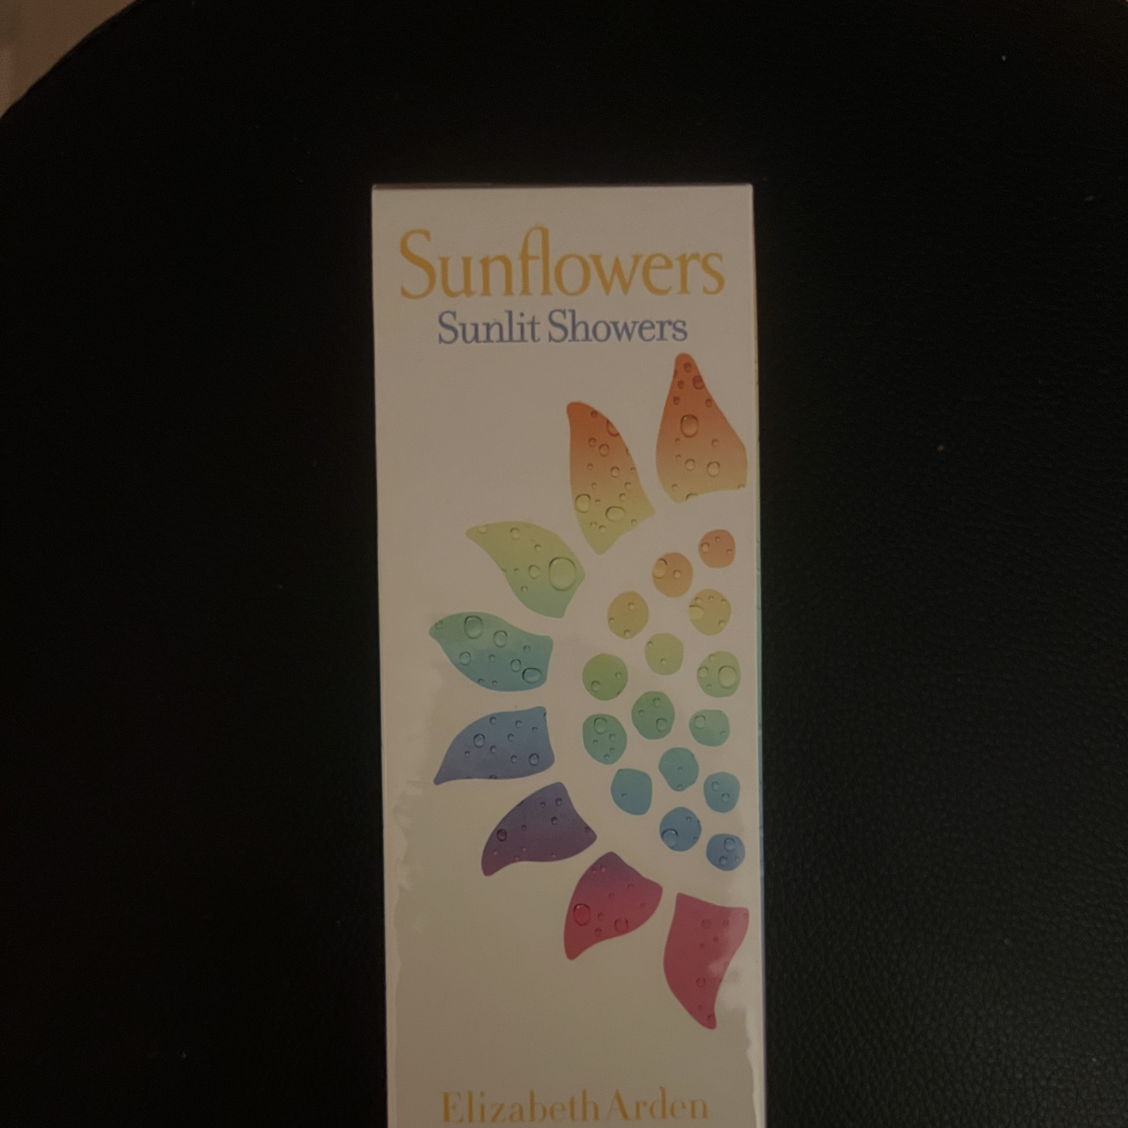 Sunflowers
Sunlit Showers
Elizabeth Arden